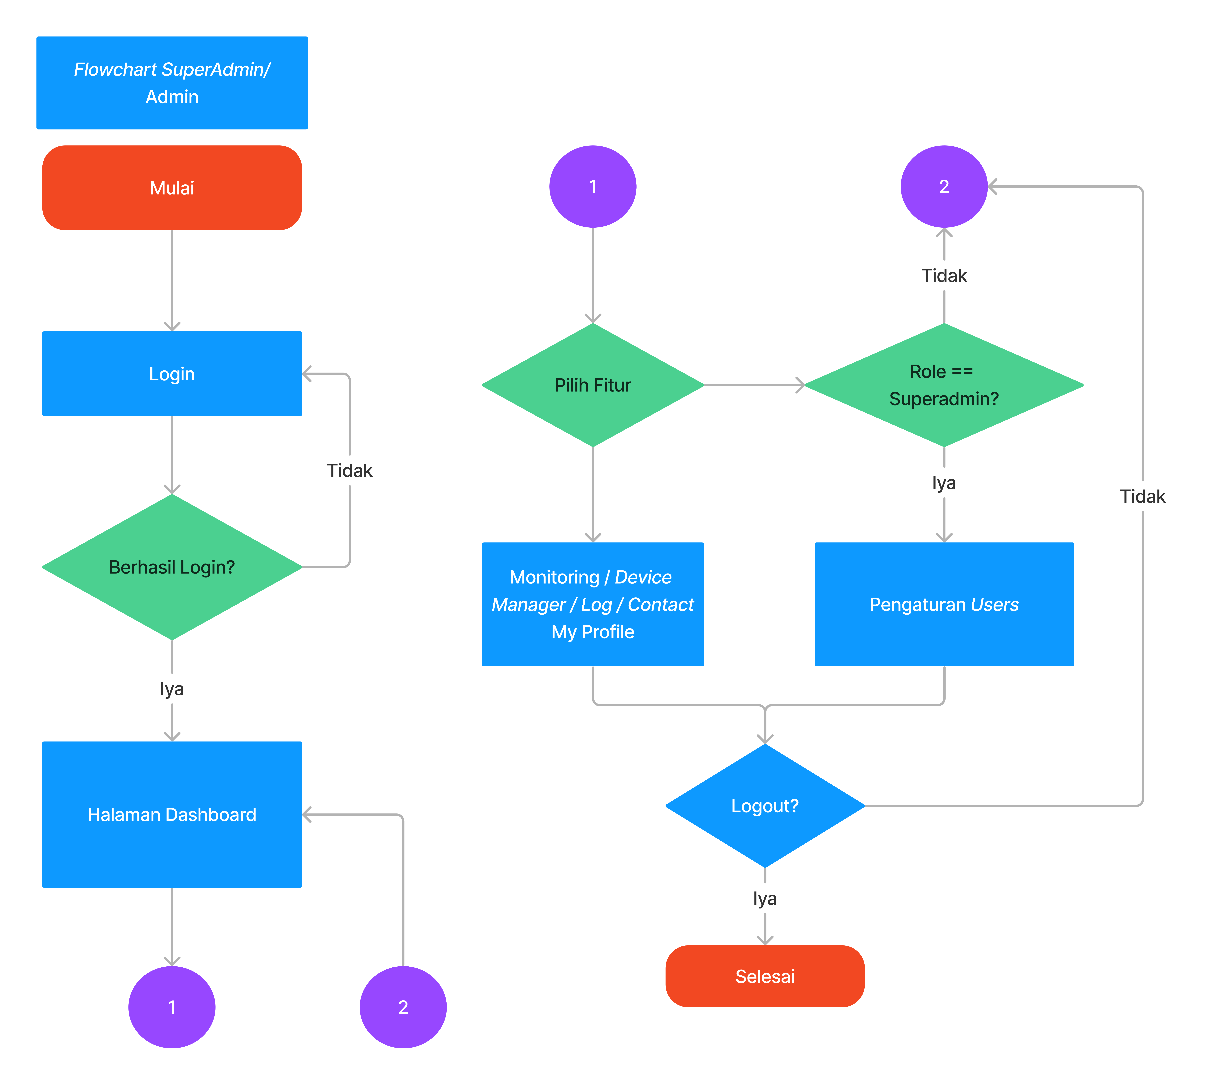 Flowchart SuperAdmin/
Admin
Mulai
Login
Tidak
Berhasil Login?
Iya
Halaman Dashboard
1
2
1
2
Tidak
Pilih Fitur
Role ==
Superadmin?
Iya
Tidak
Monitoring / Device
Manager / Log / Contact
My Profile
Pengaturan Users
Logout?
Iya
Selesai